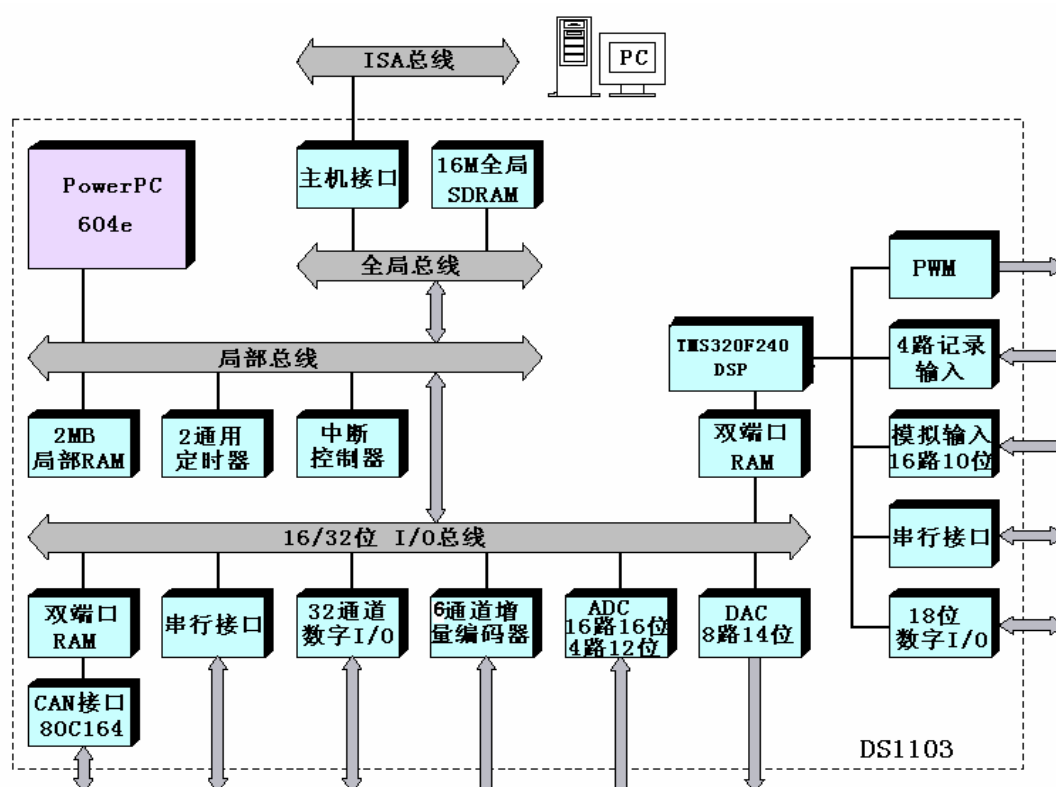 ISA总线
PC
PowerPC
604e
主机接口
16M全局
SDRAM
全局总线
PWM
局部总线
TMS320F240
DSP
4路记录
输入
2MB
局部RAM
2通用
定时器
中断
控制器
双端口
RAM
模拟输入
16路10位
16/32位 I/O总线
串行接口
双端口
RAM
串行接口
32通道
数字I/O
6通道增
量编码器
ADC
16路16位
4路12位
DAC
8路14位
18位
数字I/O
CAN接口
80C164
DS1103